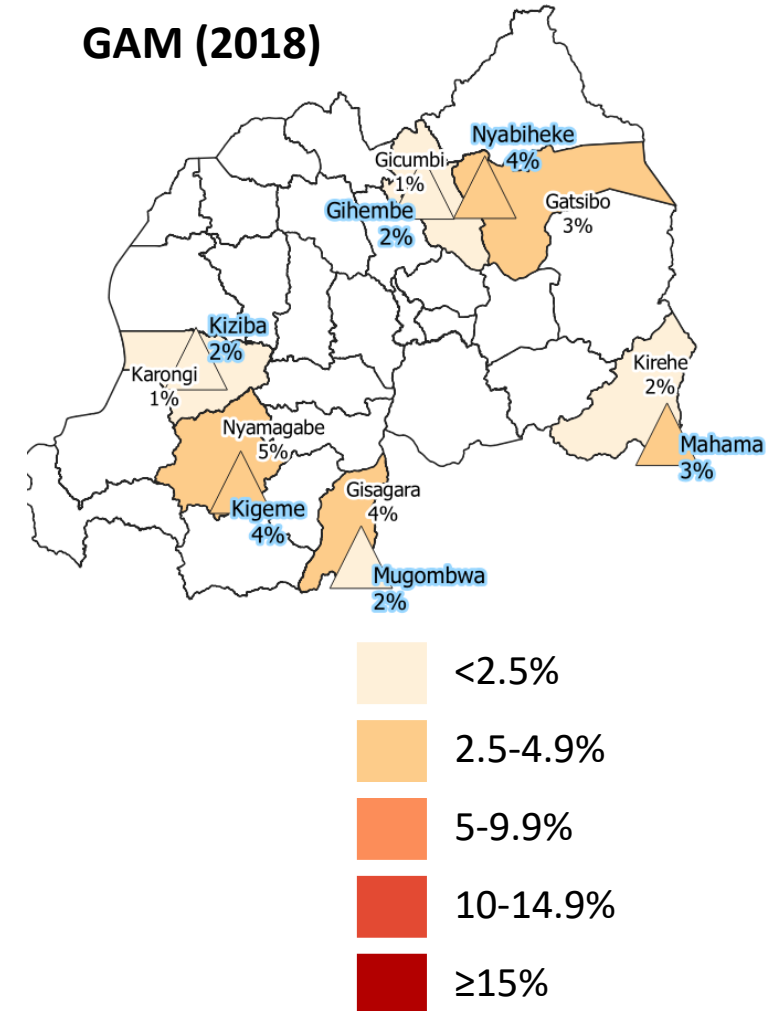 GAM (2018)
Nyabiheke
4%
Gicumbi
1%
Gatsibo
3%
Gihembe
2%
Kiziba
2%
Karongi
1%
Kirehe
2%
Nyamagabe
5%
Mahama
3%
Gisagara
4%
Kigeme
4%
Mugombwa
2%
<2.5%
2.5-4.9%
5-9.9%
10-14.9%
≥15%